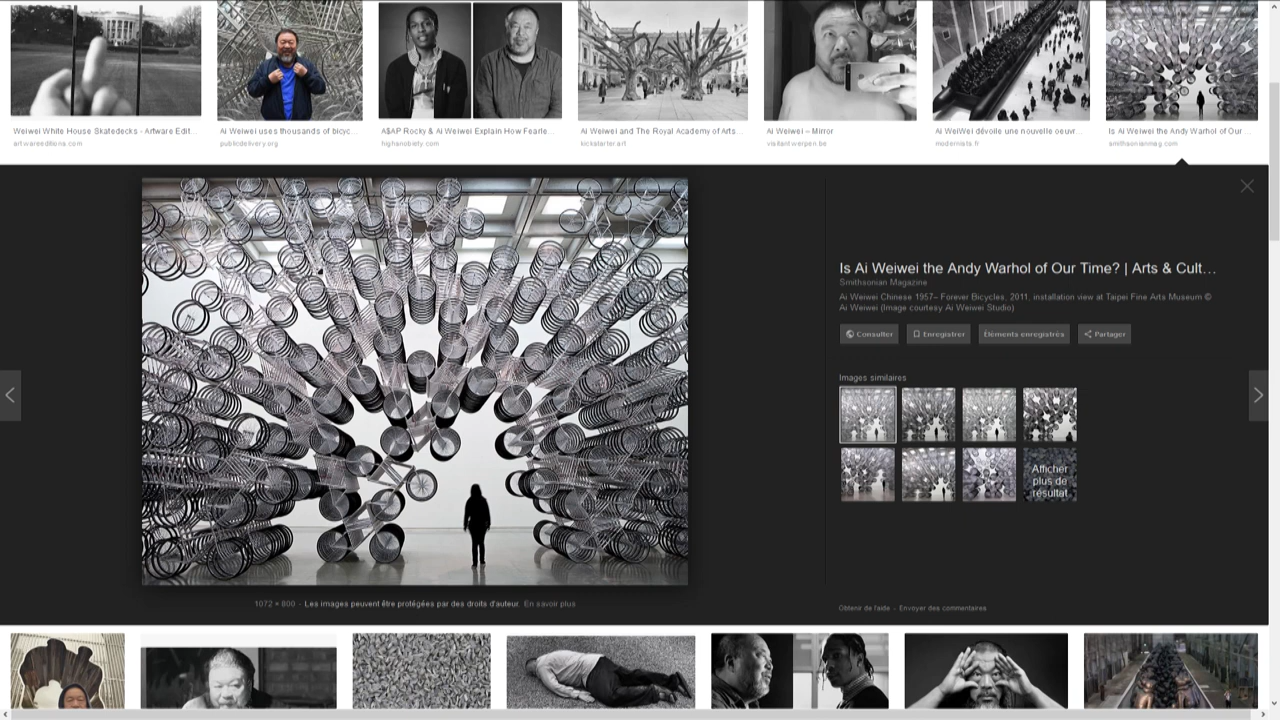 Weiwei White House Skatedecks - Artware Edit...
artwareeditions.com
Ai Weiwei uses thousands of bicyc...
publicdelivery.org
A$AP Rocky & Ai Weiwei Explain How Fearle...
highsnobiety.com
Ai Weiwei and The Royal Academy of Arts...
kickstarter.art
Ai Weiwei – Mirror
visitantwerpen.be
Ai WeiWei dévoile une nouvelle oeuvr...
modernists.fr
Is Ai Weiwei the Andy Warhol of Our ...
smithsonianmag.com
Is Ai Weiwei the Andy Warhol of Our Time? | Arts & Cult...
Smithsonian Magazine
Ai Weiwei Chinese 1957– Forever Bicycles, 2011, installation view at Taipei Fine Arts Museum ©
Ai Weiwei (Image courtesy Ai Weiwei Studio)
Consulter
Enregistrer
Éléments enregistrés
Partager
Images similaires
Afficher
plus de
résultat
1072 × 800 - Les images peuvent être protégées par des droits d'auteur. En savoir plus
Obtenir de l'aide - Envoyer des commentaires